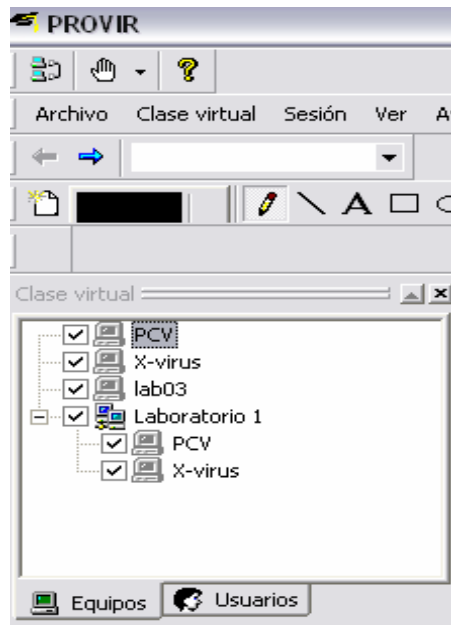 PROVIR
Archivo Clase virtual Sesión Ver A
A
Clase virtual
PCV
X-virus
lab03
Laboratorio 1
PCV
X-virus
Equipos Usuarios